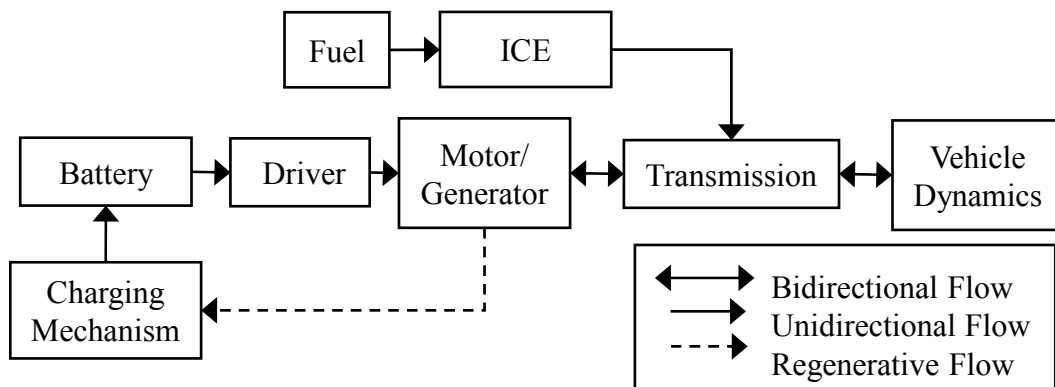 Fuel
ICE
Battery
Driver
Motor/
Generator
Transmission
Vehicle
Dynamics
Charging
Mechanism
Bidirectional Flow
Unidirectional Flow
Regenerative Flow